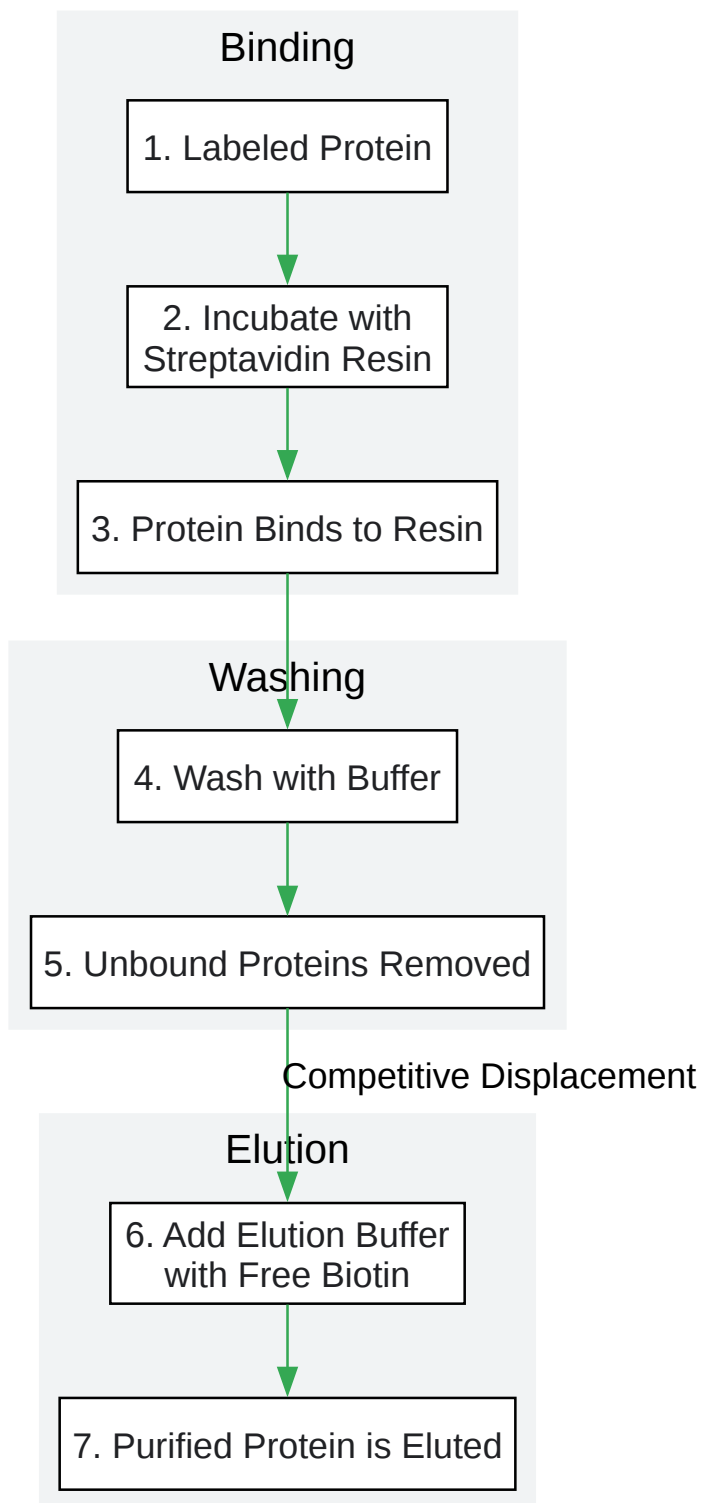 Binding
1. Labeled Protein
2. Incubate with
Streptavidin Resin
3. Protein Binds to Resin
Washing
4. Wash with Buffer
5. Unbound Proteins Removed
Competitive Displacement
Elution
6. Add Elution Buffer
with Free Biotin
7. Purified Protein is Eluted